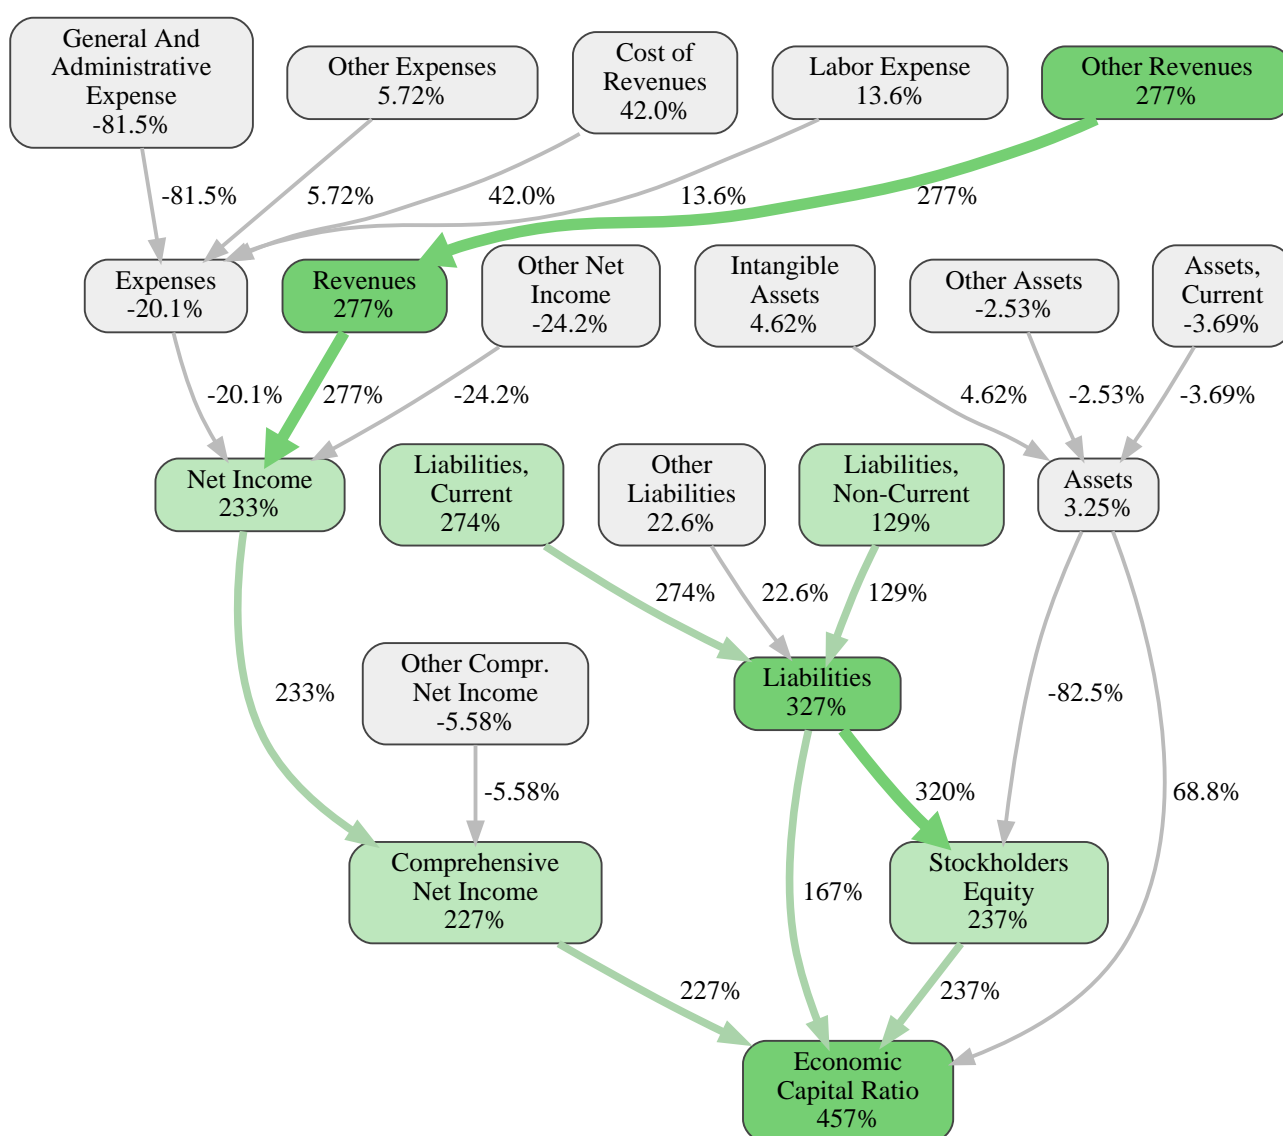 General And
Administrative
Expense
-81.5%
Other Expenses
5.72%
Cost of
Revenues
42.0%
Labor Expense
13.6%
Other Revenues
277%
-81.5%
5.72%
42.0%
13.6%
277%
Expenses
-20.1%
Revenues
277%
Other Net
Income
-24.2%
Intangible
Assets
4.62%
Other Assets
-2.53%
Assets,
Current
-3.69%
-20.1%
277%
-24.2%
4.62%
-2.53%
-3.69%
Net Income
233%
Liabilities,
Current
274%
Other
Liabilities
22.6%
Liabilities,
Non-Current
129%
Assets
3.25%
274%
22.6%
129%
233%
Other Compr.
Net Income
-5.58%
Liabilities
327%
-82.5%
-5.58%
320%
68.8%
Comprehensive
Net Income
227%
167%
Stockholders
Equity
237%
227%
237%
Economic
Capital Ratio
457%